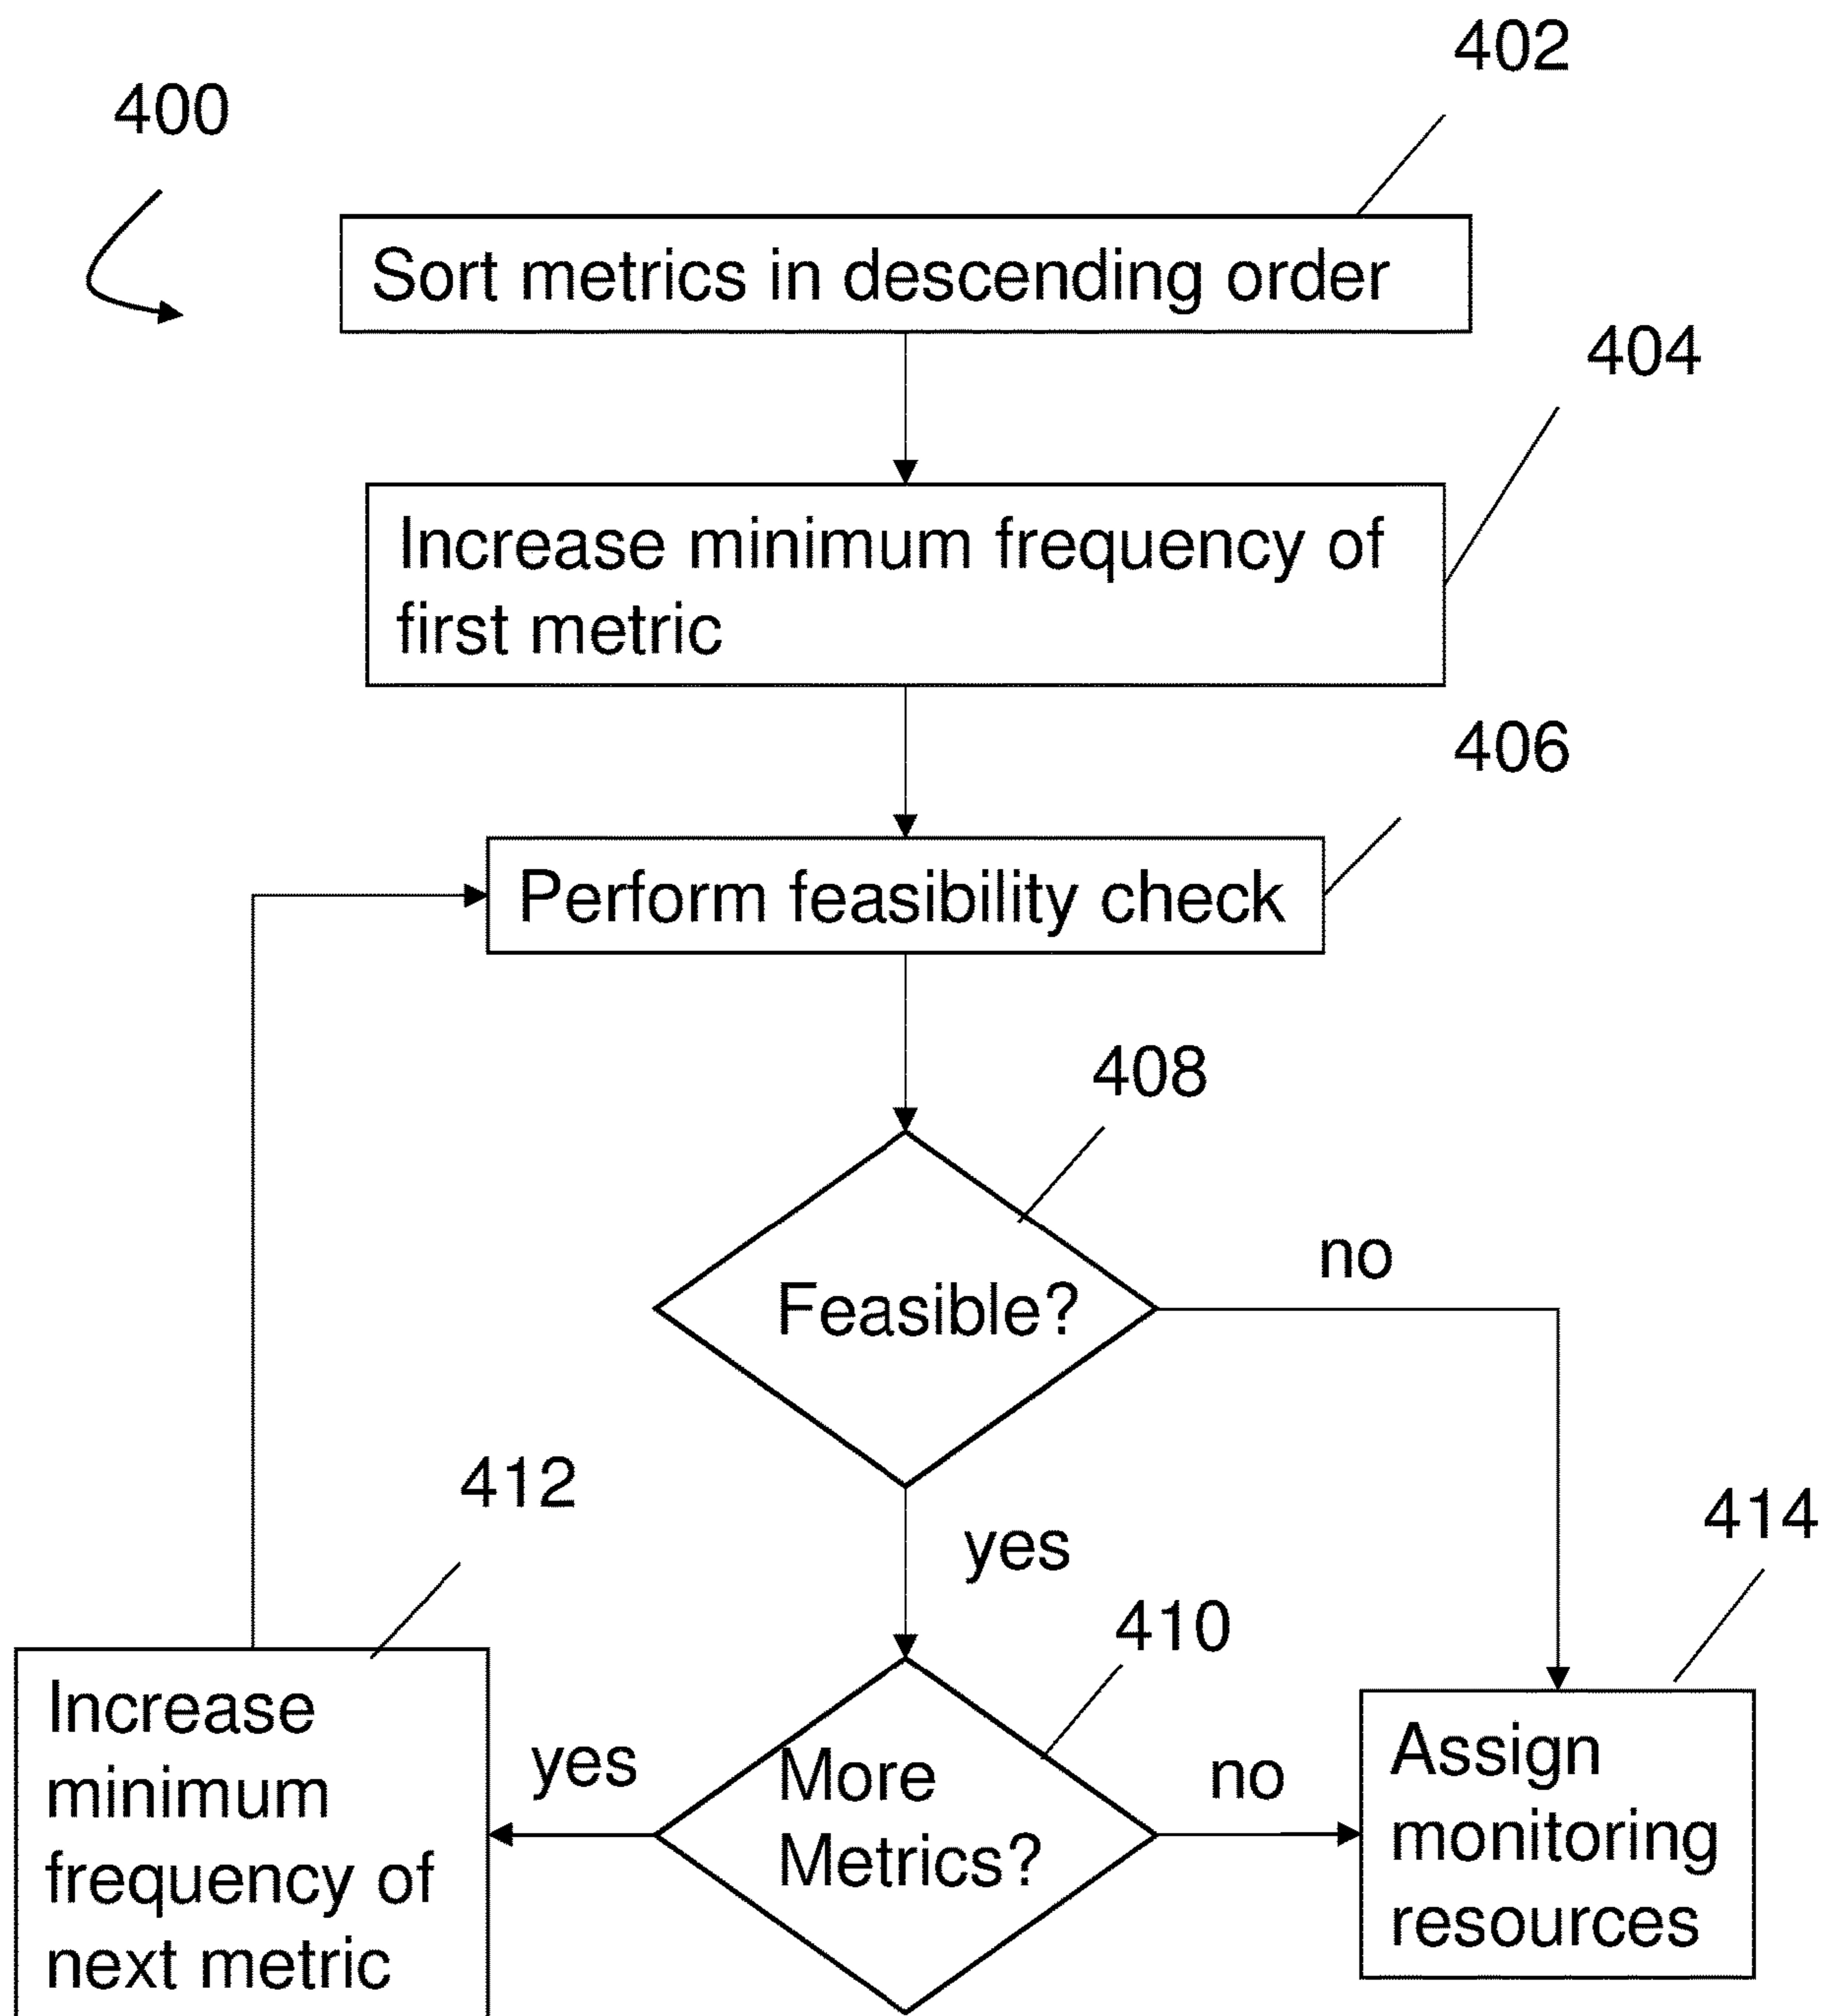 402
400
Sort metrics in descending order
404
Increase minimum frequency of
first metric
406
Perform feasibility check
408
no
Feasible?
412
414
yes
410
Increase
minimum
frequency of
next metric
yes
More
Metrics?
no
Assign
monitoring
resources